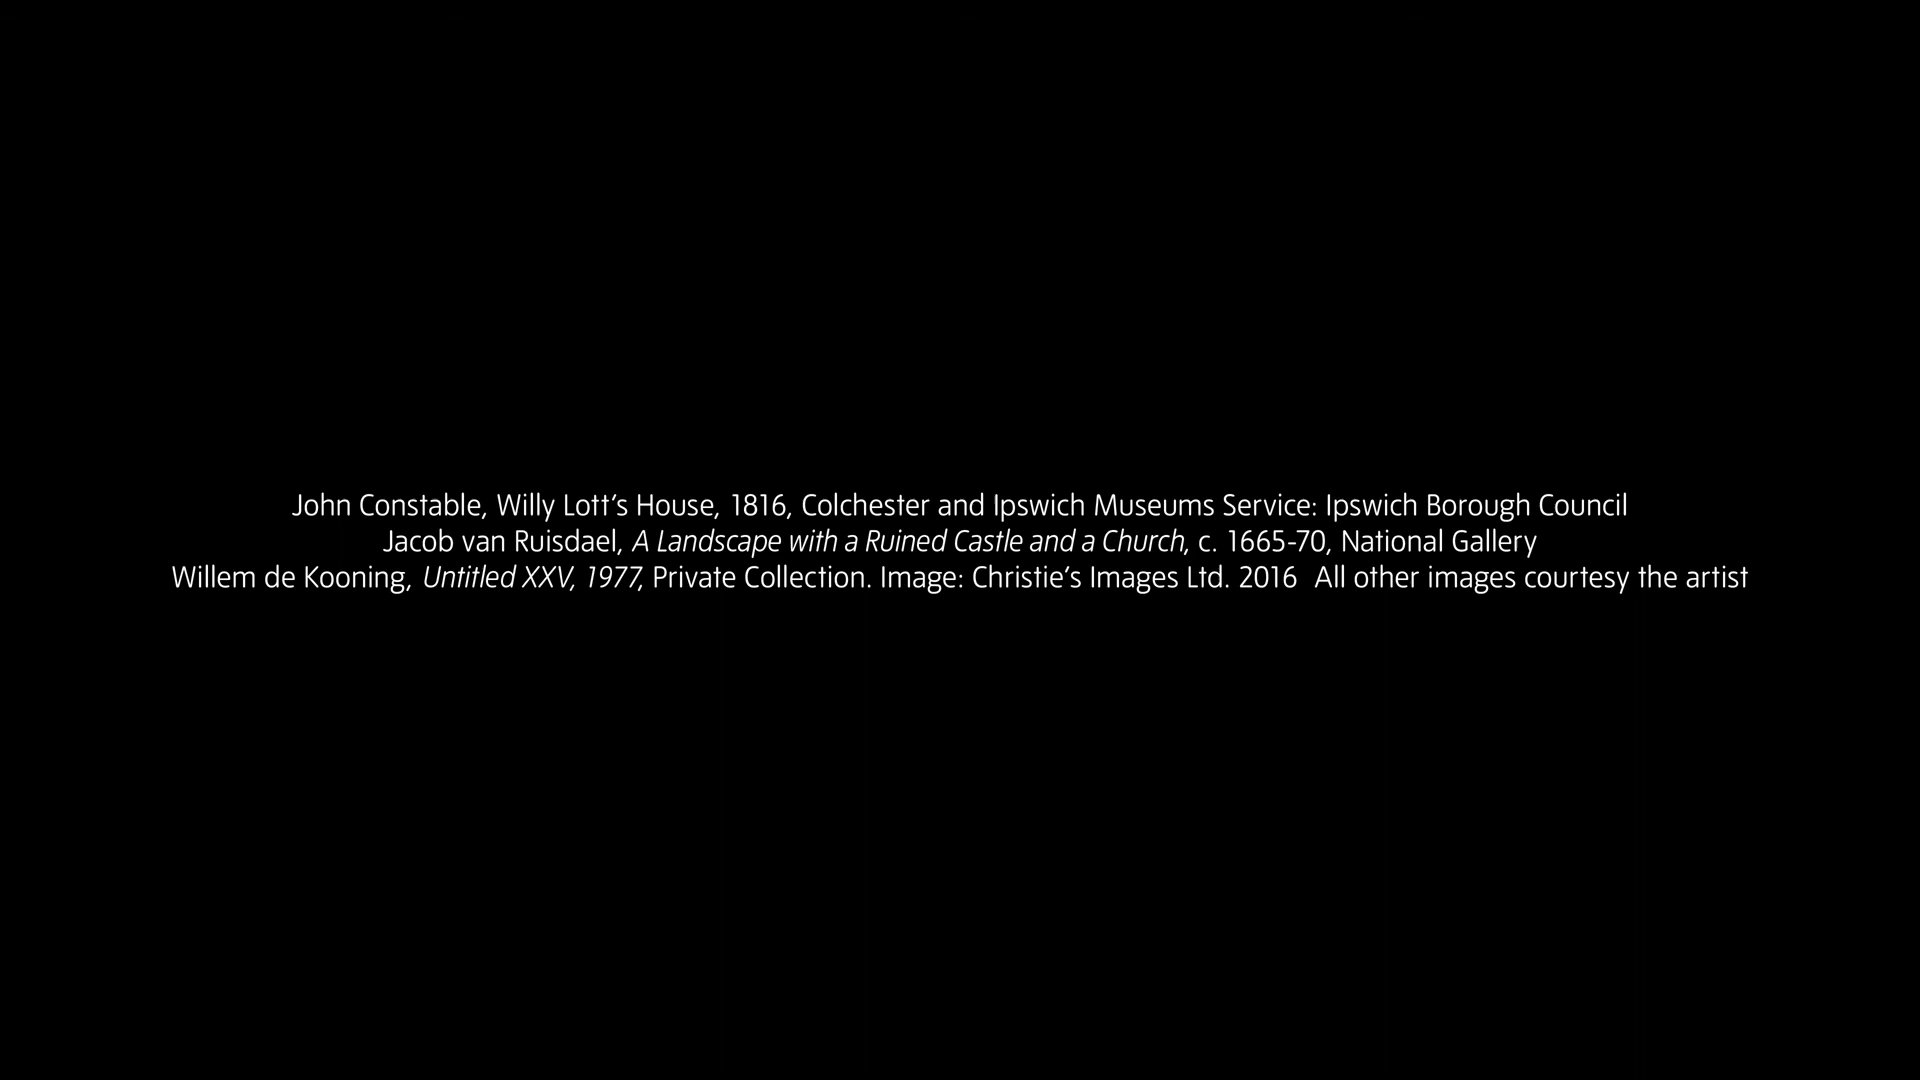 John Constable, Willy Lott’s House, 1816, Colchester and Ipswich Museums Service: Ipswich Borough Council
Jacob van Ruisdael, A Landscape with a Ruined Castle and a Church, c. 1665-70, National Gallery
Willem de Kooning, Untitled XXV, 1977, Private Collection. Image: Christie’s Images Ltd. 2016  All other images courtesy the artist